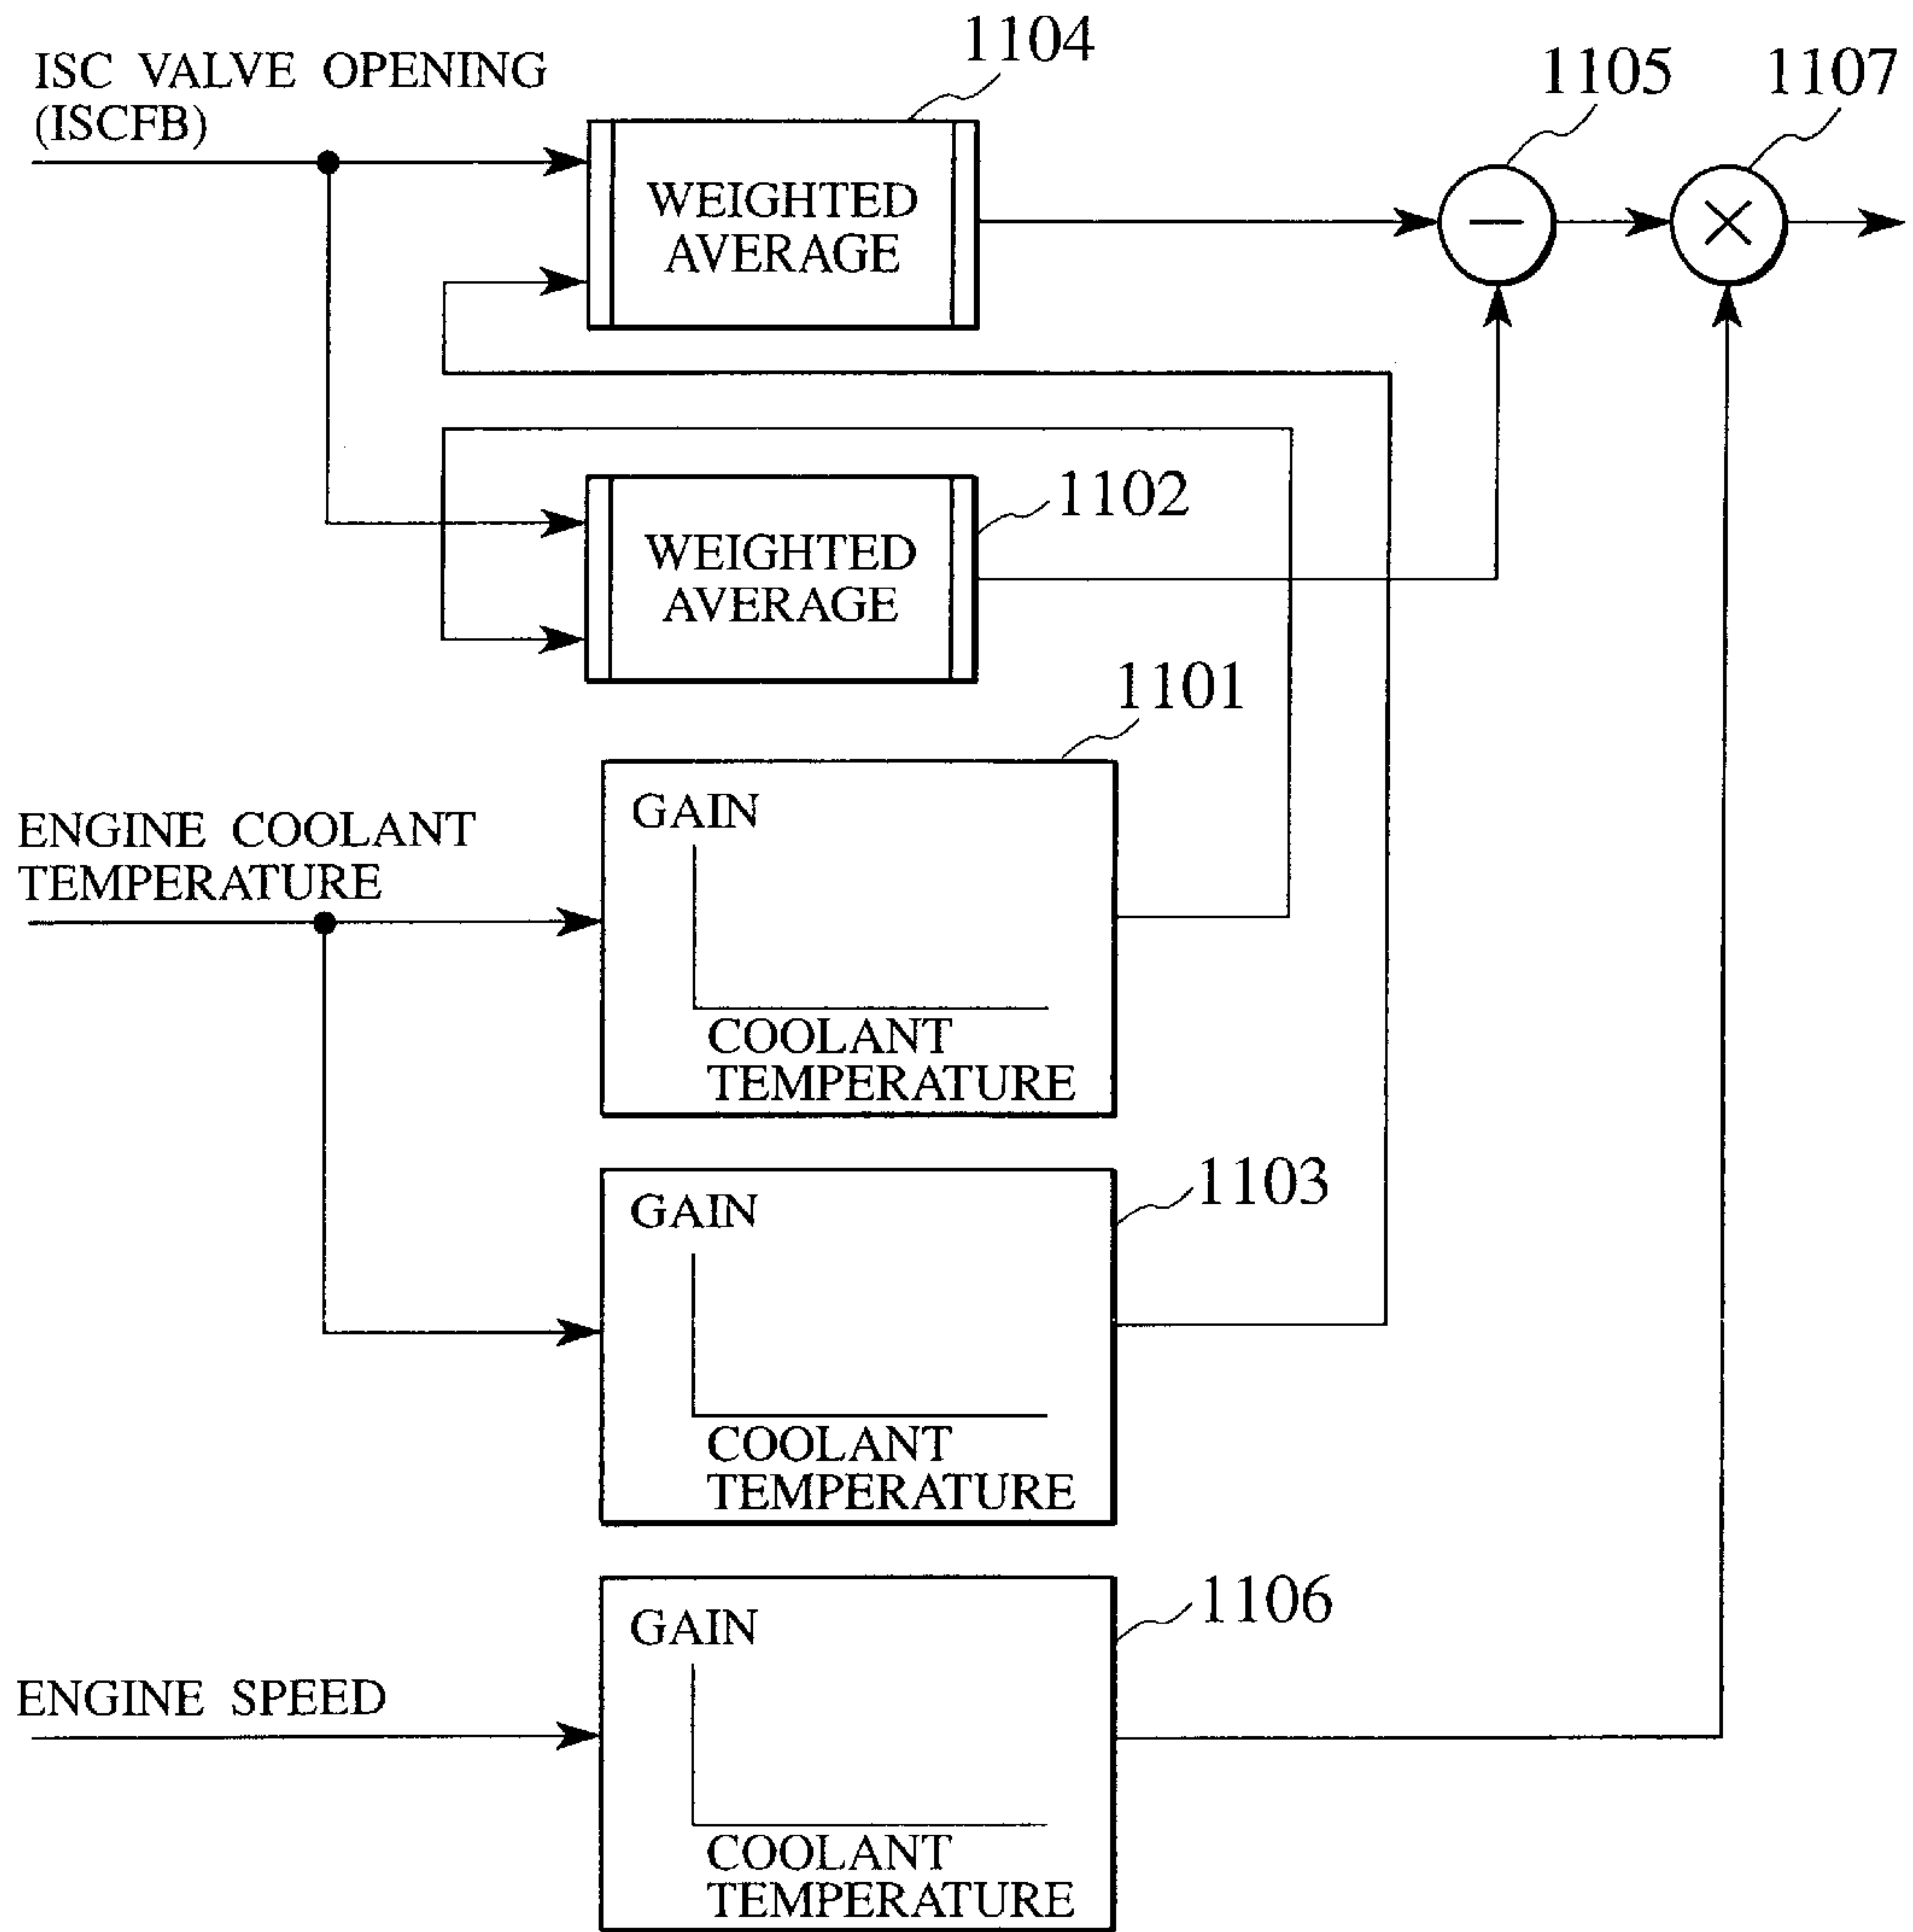 1104
1105
1107
ISC VALVE OPENING
(ISCFB)
WEIGHTED
AVERAGE
−
×
1102
WEIGHTED
AVERAGE
1101
ENGINE COOLANT
TEMPERATURE
GAIN
COOLANT
TEMPERATURE
1103
GAIN
COOLANT
TEMPERATURE
1106
ENGINE SPEED
GAIN
COOLANT
TEMPERATURE